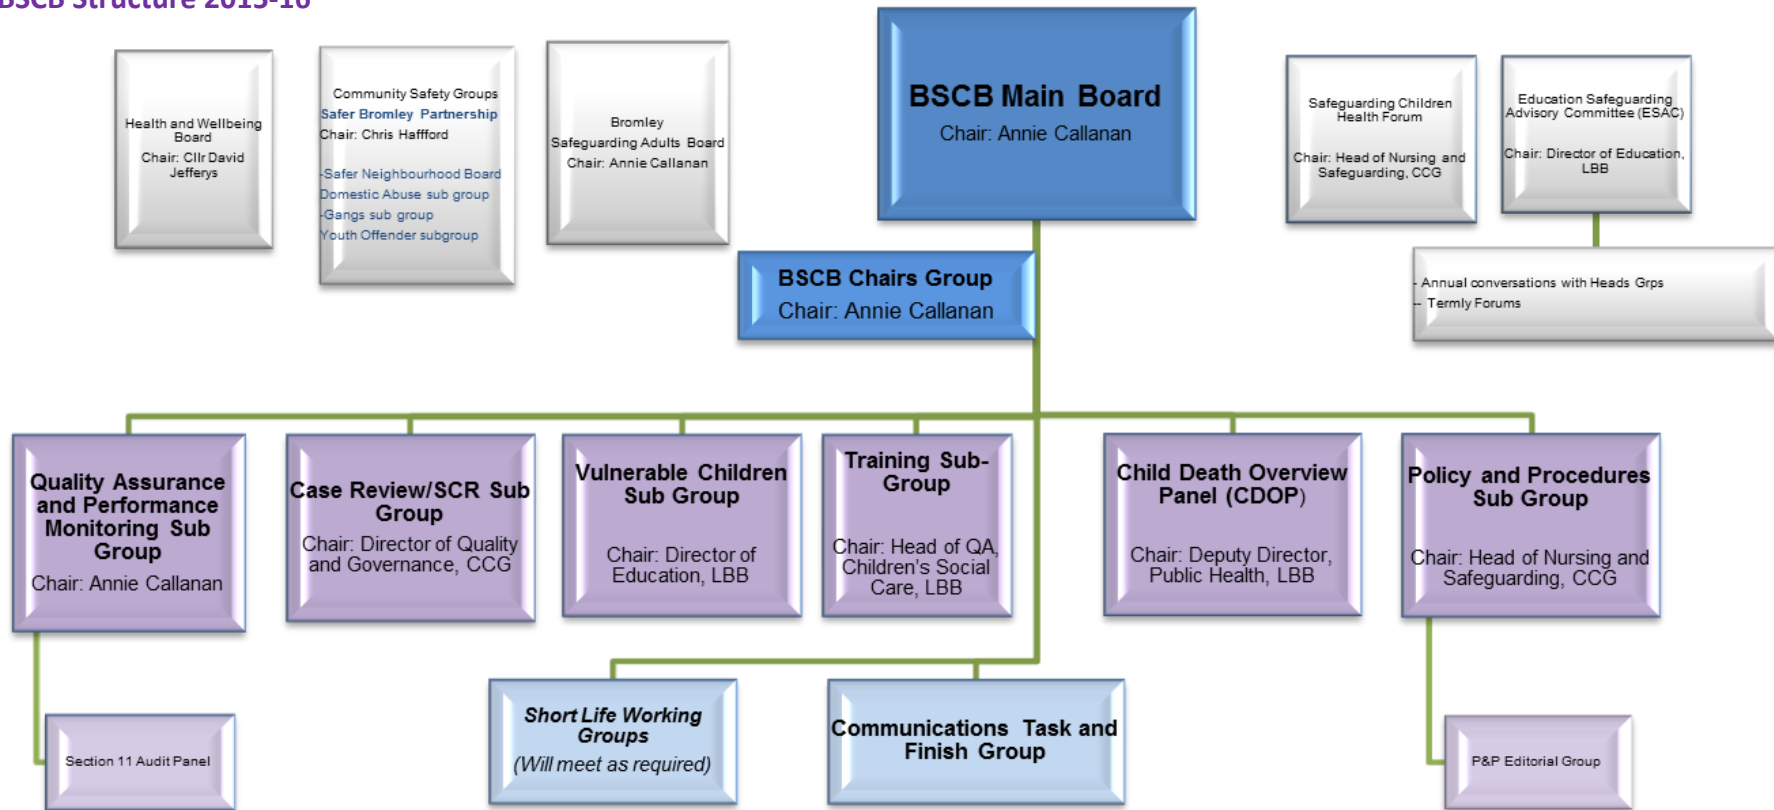 BSCB Structure 2015-16
Health and Wellbeing
Board
Chair: Cllr David
Jefferys
Community Safety Groups
Safer Bromley Partnership
Chair: Chris Haffford
-Safer Neighbourhood Board
Domestic Abuse sub group
-Gangs sub group
Youth Offender subgroup
Bromley
Safeguarding Adults Board
Chair: Annie Callanan
BSCB Main Board
Chair: Annie Callanan
Safeguarding Children
Health Forum
Chair: Head of Nursing and
Safeguarding, CCG
Education Safeguarding
Advisory Committee (ESAC)
Chair: Director of Education,
LBB
- Annual conversations with Heads Grps
-- Termly Forums
BSCB Chairs Group
Chair: Annie Callanan
Quality Assurance
and Performance
Monitoring Sub
Group
Chair: Annie Callanan
Case Review/SCR Sub
Group
Chair: Director of Quality
and Governance, CCG
Vulnerable Children
Sub Group
Chair: Director of
Education, LBB
Training Sub-
Group
Chair: Head of QA,
Children's Social
Care, LBB
Child Death Overview
Panel (CDOP)
Chair: Deputy Director,
Public Health, LBB
Policy and Procedures
Sub Group
Chair: Head of Nursing and
Safeguarding, CCG
Section 11 Audit Panel
Short Life Working
Groups
(Will meet as required)
Communications Task and
Finish Group
P&P Editorial Group